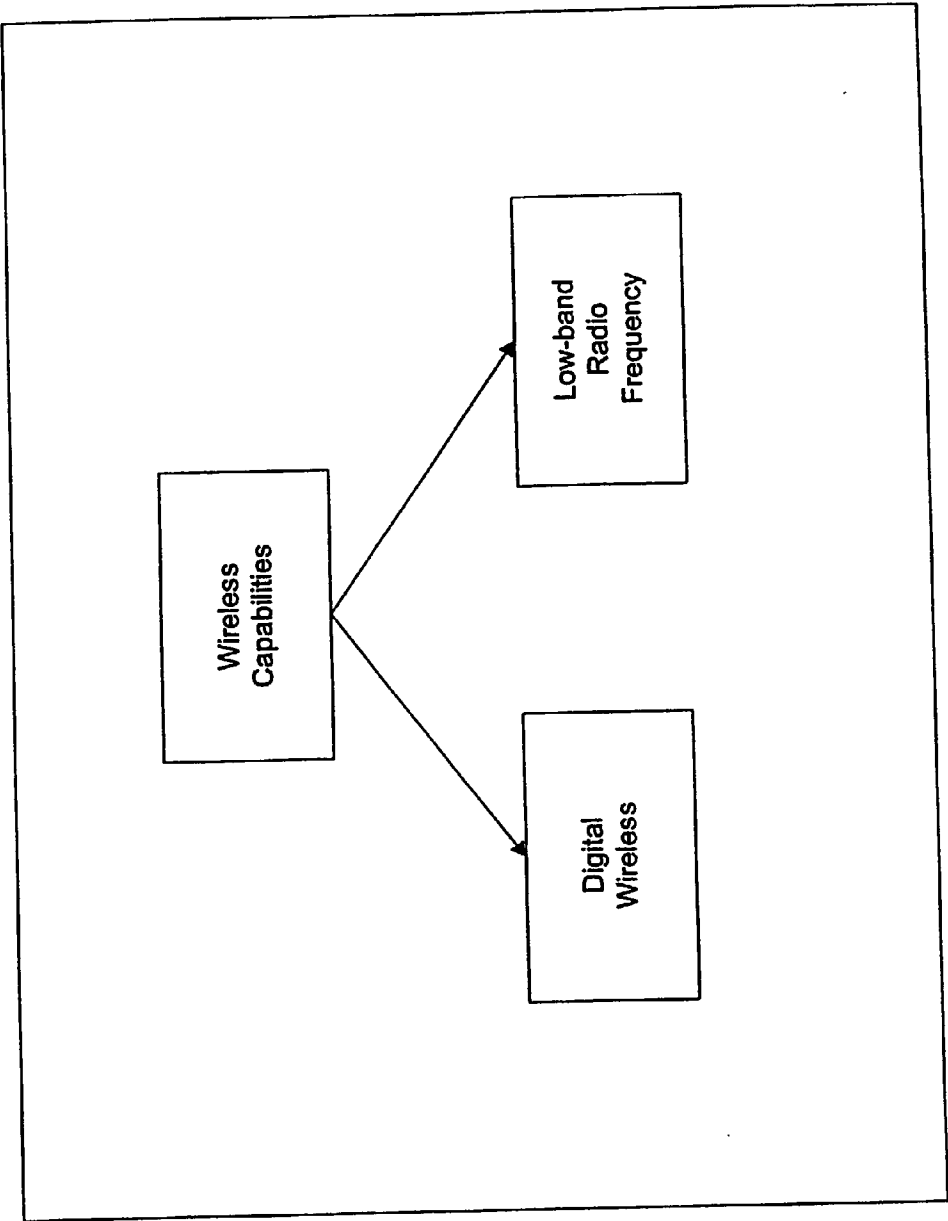 Wireless
Capabilities
Digital
Wireless
Low-band
Radio
Frequency